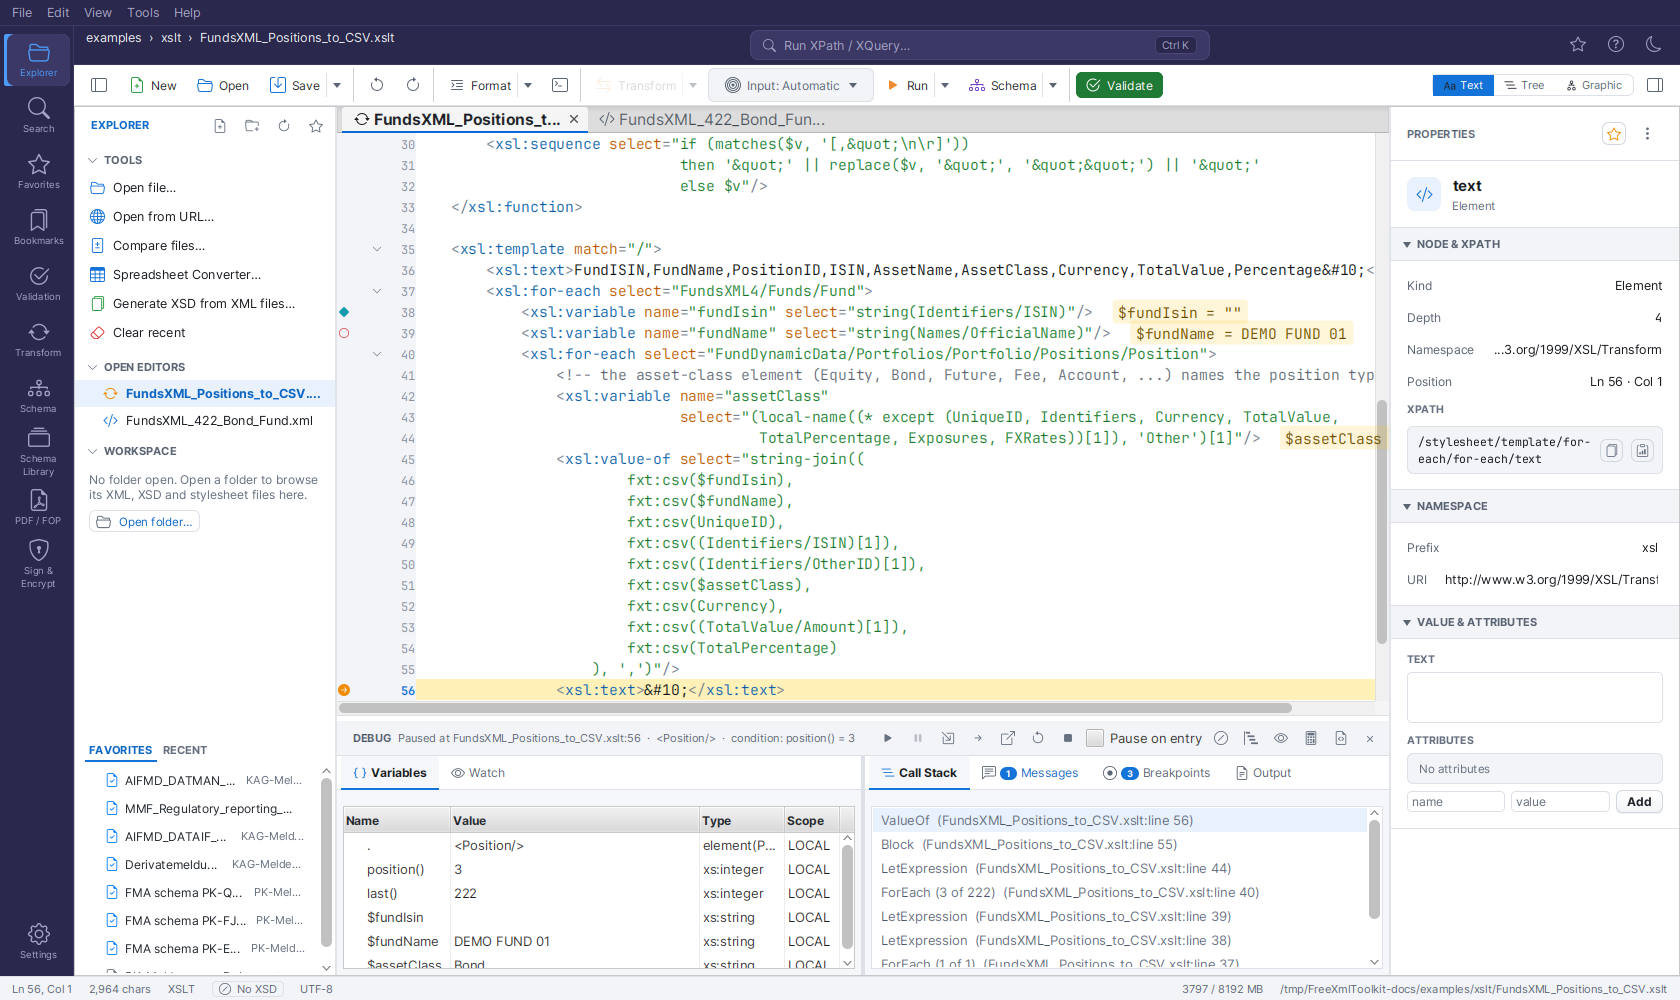 File Edit View Tools Help
examples › xslt › FundsXML_Positions_to_CSV.xslt
Run XPath / XQuery... Ctrl K
New Open Save Format Transform Input: Automatic Run Schema Validate Aa Text Tree Graphic
Explorer
Search
Favorites
Bookmarks
Validation
Transform
Schema
Schema
Library
PDF / FOP
Sign &
Encrypt
Settings
EXPLORER
TOOLS
Open file...
Open from URL...
Compare files...
Spreadsheet Converter...
Generate XSD from XML files...
Clear recent
OPEN EDITORS
FundsXML_Positions_to_CSV....
FundsXML_422_Bond_Fund.xml
WORKSPACE
No folder open. Open a folder to browse
its XML, XSD and stylesheet files here.
Open folder...
FAVORITES RECENT
AIFMD_DATMAN_... KAG-Mel...
MMF_Regulatory_reporting_...
AIFMD_DATAIF_... KAG-Meld...
Derivatemeldu... KAG-Melde...
FMA schema PK-Q... PK-Mel...
FMA schema PK-FJ... PK-Mel...
FMA schema PK-E... PK-Meld...
FundsXML_Positions_t... × FundsXML_422_Bond_Fun...
30 <xsl:sequence select="if (matches($v, '[,&quot;\n\r]'))
31 then '&quot;' || replace($v, '&quot;', '&quot;&quot;') || '&quot;'
32 else $v"/>
33 </xsl:function>
34
35 <xsl:template match="/">
36 <xsl:text>FundISIN,FundName,PositionID,ISIN,AssetName,AssetClass,Currency,TotalValue,Percentage&#10;<
37 <xsl:for-each select="FundsXML4/Funds/Fund">
38 <xsl:variable name="fundIsin" select="string(Identifiers/ISIN)"/> $fundIsin = ""
39 <xsl:variable name="fundName" select="string(Names/OfficialName)"/> $fundName = DEMO FUND 01
40 <xsl:for-each select="FundDynamicData/Portfolios/Portfolio/Positions/Position">
41 <!-- the asset-class element (Equity, Bond, Future, Fee, Account, ...) names the position typ
42 <xsl:variable name="assetClass"
43 select="(local-name((* except (UniqueID, Identifiers, Currency, TotalValue,
44 TotalPercentage, Exposures, FXRates))[1]), 'Other')[1]"/> $assetClass
45 <xsl:value-of select="string-join((
46 fxt:csv($fundIsin),
47 fxt:csv($fundName),
48 fxt:csv(UniqueID),
49 fxt:csv((Identifiers/ISIN)[1]),
50 fxt:csv((Identifiers/OtherID)[1]),
51 fxt:csv($assetClass),
52 fxt:csv(Currency),
53 fxt:csv((TotalValue/Amount)[1]),
54 fxt:csv(TotalPercentage)
55 ), ',')"/>
56 <xsl:text>&#10;</xsl:text>
DEBUG Paused at FundsXML_Positions_to_CSV.xslt:56 · <Position/> · condition: position() = 3 Pause on entry
Variables Watch
Name Value Type Scope
. <Position/> element(P... LOCAL
position() 3 xs:integer LOCAL
last() 222 xs:integer LOCAL
$fundIsin xs:string LOCAL
$fundName DEMO FUND 01 xs:string LOCAL
$assetClass Bond xs:string LOCAL
Call Stack 1 Messages 3 Breakpoints Output
ValueOf (FundsXML_Positions_to_CSV.xslt:line 56)
Block (FundsXML_Positions_to_CSV.xslt:line 55)
LetExpression (FundsXML_Positions_to_CSV.xslt:line 44)
ForEach (3 of 222) (FundsXML_Positions_to_CSV.xslt:line 40)
LetExpression (FundsXML_Positions_to_CSV.xslt:line 39)
LetExpression (FundsXML_Positions_to_CSV.xslt:line 38)
ForEach (1 of 1) (FundsXML_Positions_to_CSV.xslt:line 37)
PROPERTIES
text
Element
NODE & XPATH
Kind Element
Depth 4
Namespace ...3.org/1999/XSL/Transform
Position Ln 56 · Col 1
XPATH
/stylesheet/template/for-
each/for-each/text
NAMESPACE
Prefix xsl
URI http://www.w3.org/1999/XSL/Transf
VALUE & ATTRIBUTES
TEXT
ATTRIBUTES
No attributes
name value Add
Ln 56, Col 1 2,964 chars XSLT No XSD UTF-8 3797 / 8192 MB /tmp/FreeXmlToolkit-docs/examples/xslt/FundsXML_Positions_to_CSV.xslt